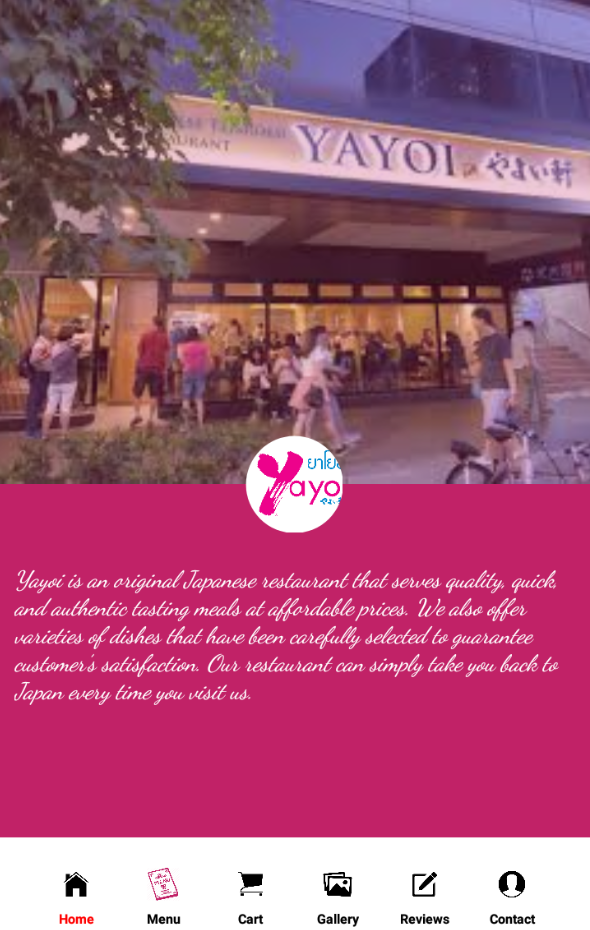 RESTAURANT
YAYOI やよい軒
ยาโยอิ
Yayo
Yayoi is an original Japanese restaurant that serves quality, quick,
and authentic tasting meals at affordable prices. We also offer
varieties of dishes that have been carefully selected to guarantee
customer's satisfaction. Our restaurant can simply take you back to
Japan every time you visit us.
Home Menu Cart Gallery Reviews Contact